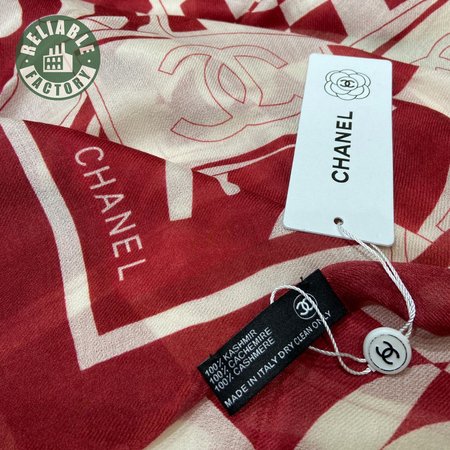 RELIABLE
FACTORY
CHANEL
CHANEL
100% KASHMIR
100% CACHEMIRE
100% CASHMERE
MADE IN ITALY DRY CLEAN ONLY